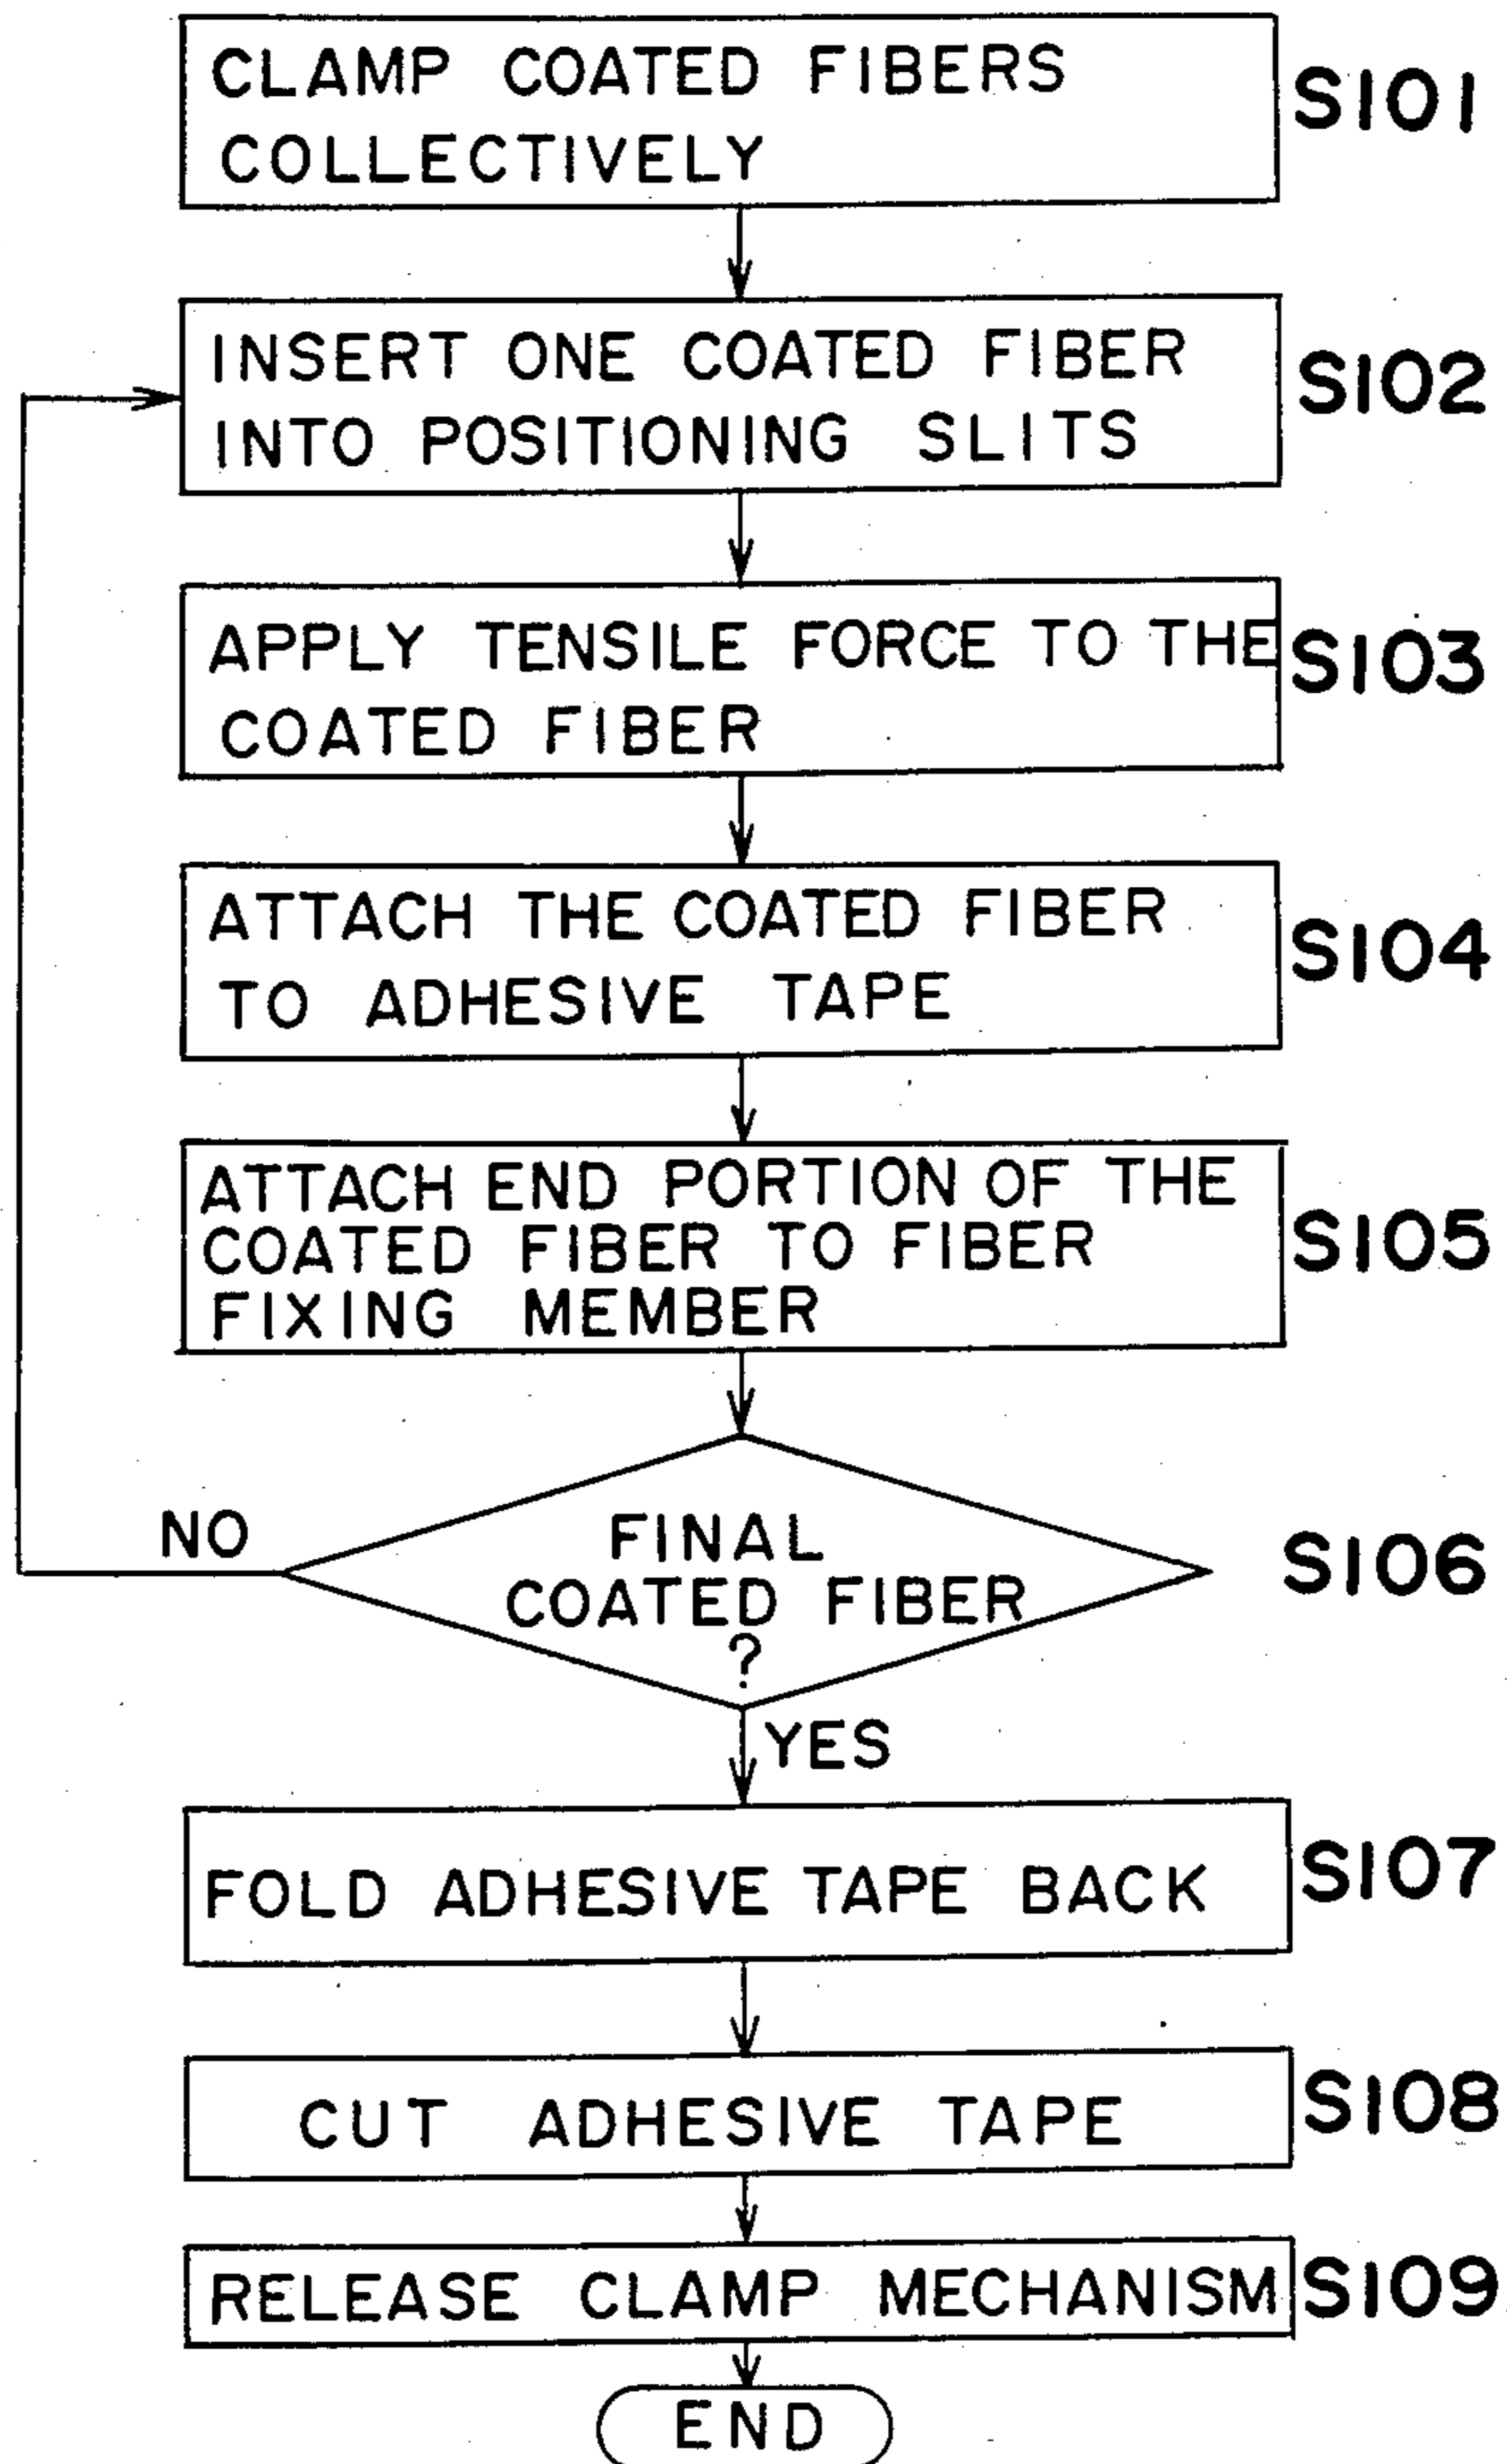 CLAMP COATED FIBERS
COLLECTIVELY
S101
INSERT ONE COATED FIBER
INTO POSITIONING SLITS
S102
APPLY TENSILE FORCE TO THE
COATED FIBER
S103
ATTACH THE COATED FIBER
TO ADHESIVE TAPE
S104
ATTACH END PORTION OF THE
COATED FIBER TO FIBER
FIXING MEMBER
S105
NO
FINAL
COATED FIBER
?
S106
YES
FOLD ADHESIVE TAPE BACK
S107
CUT ADHESIVE TAPE
S108
RELEASE CLAMP MECHANISM
S109
END